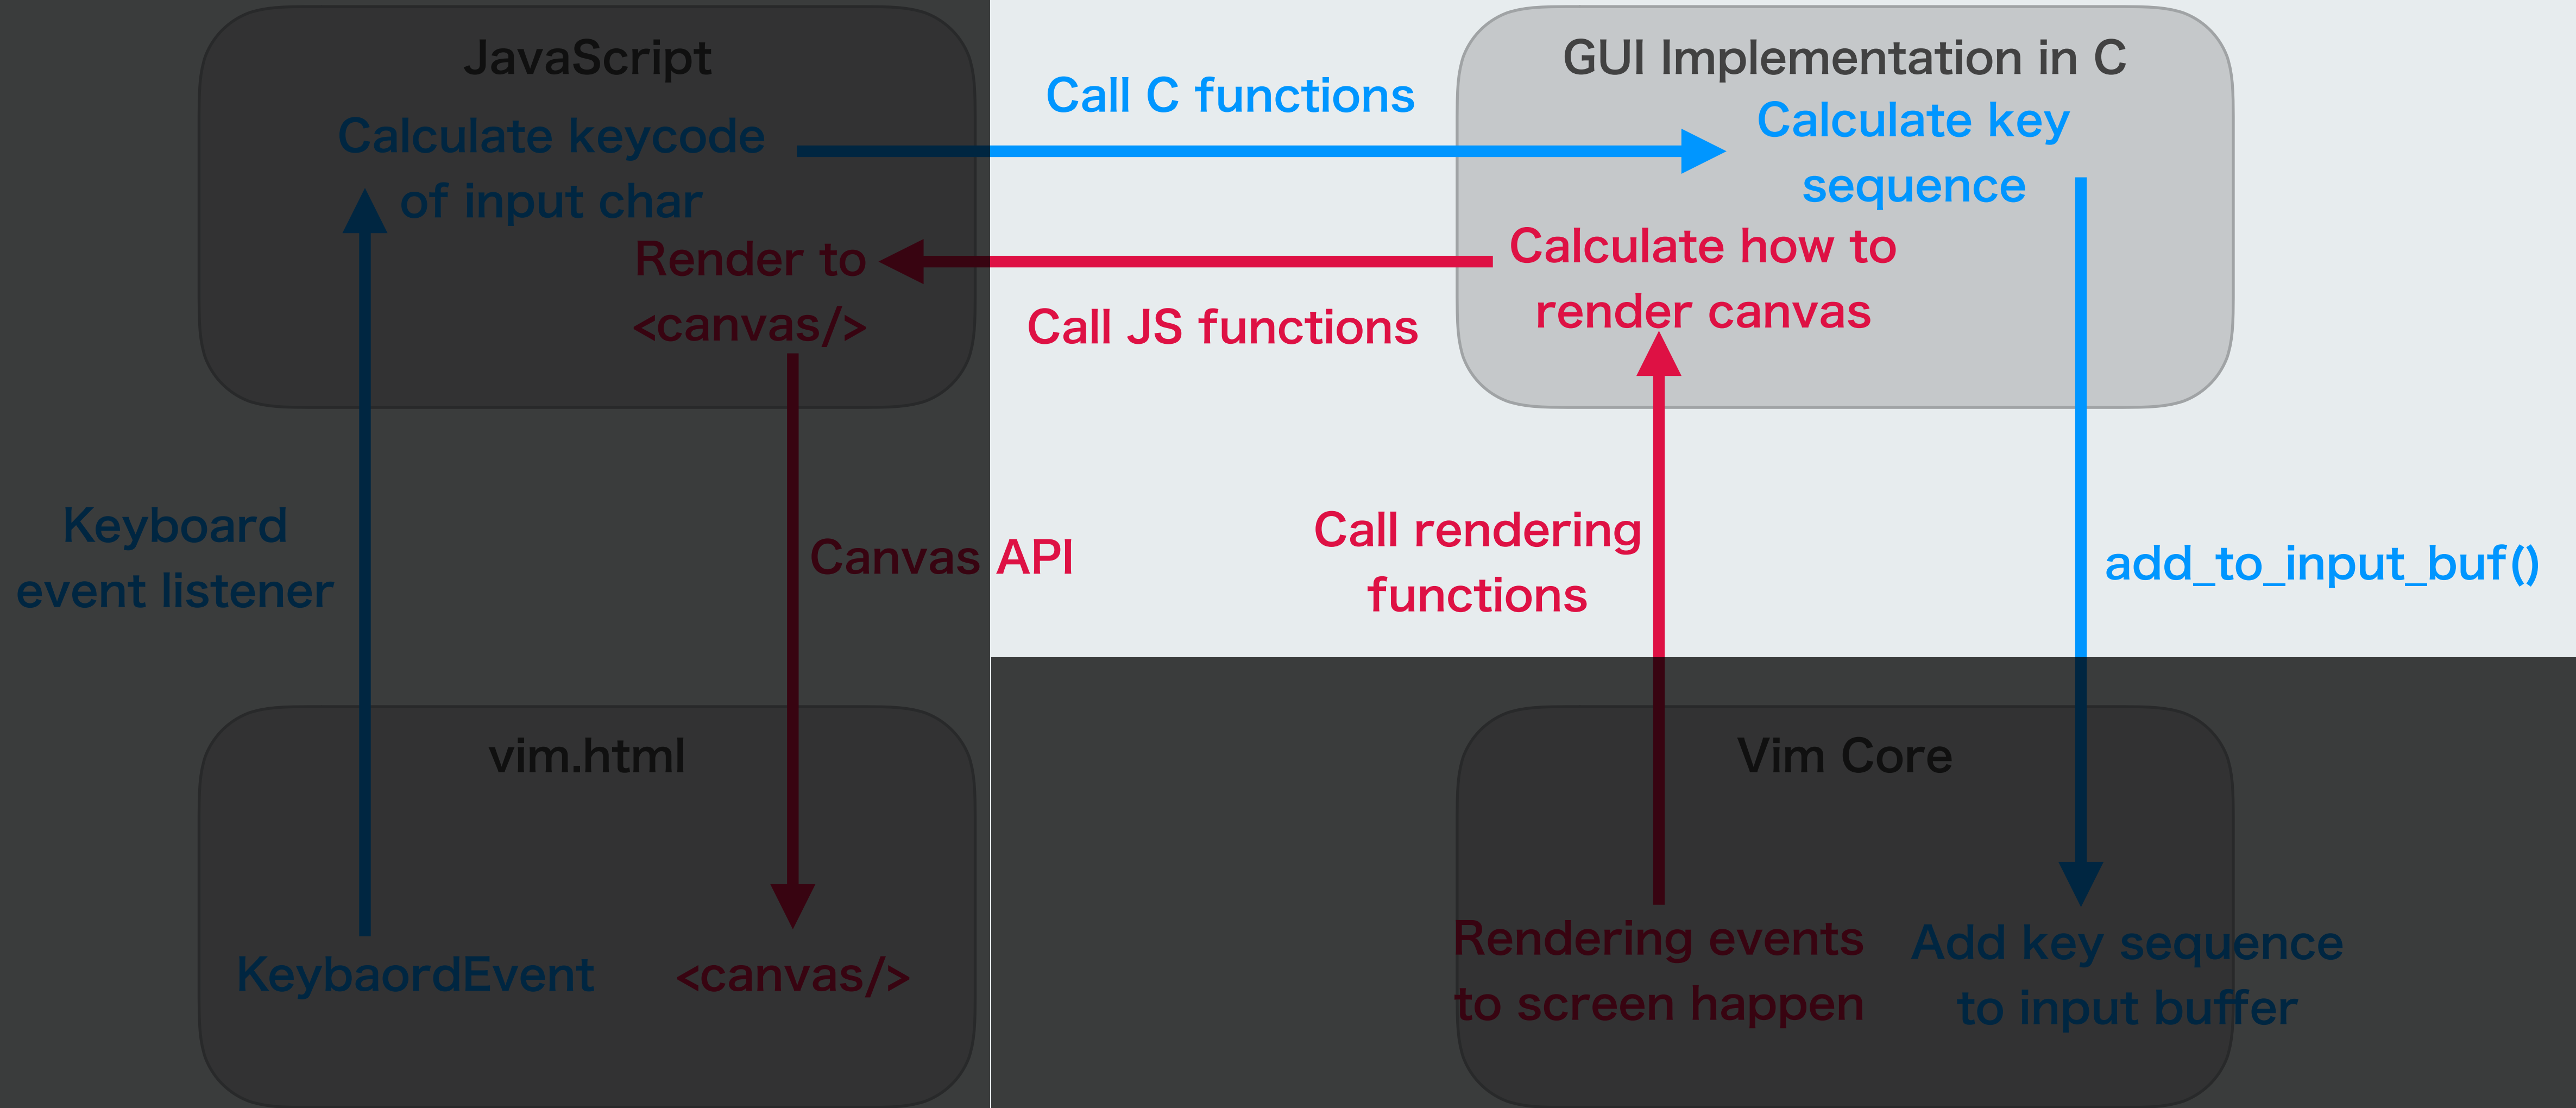 JavaScript
Calculate keycode
of input char
Render to
<canvas/>
Call C functions
Call JS functions
GUI Implementation in C
Calculate key
sequence
Calculate how to
render canvas
Keyboard
event listener
Canvas API
Call rendering
functions
add_to_input_buf()
vim.html
KeybaordEvent
<canvas/>
Vim Core
Rendering events
to screen happen
Add key sequence
to input buffer